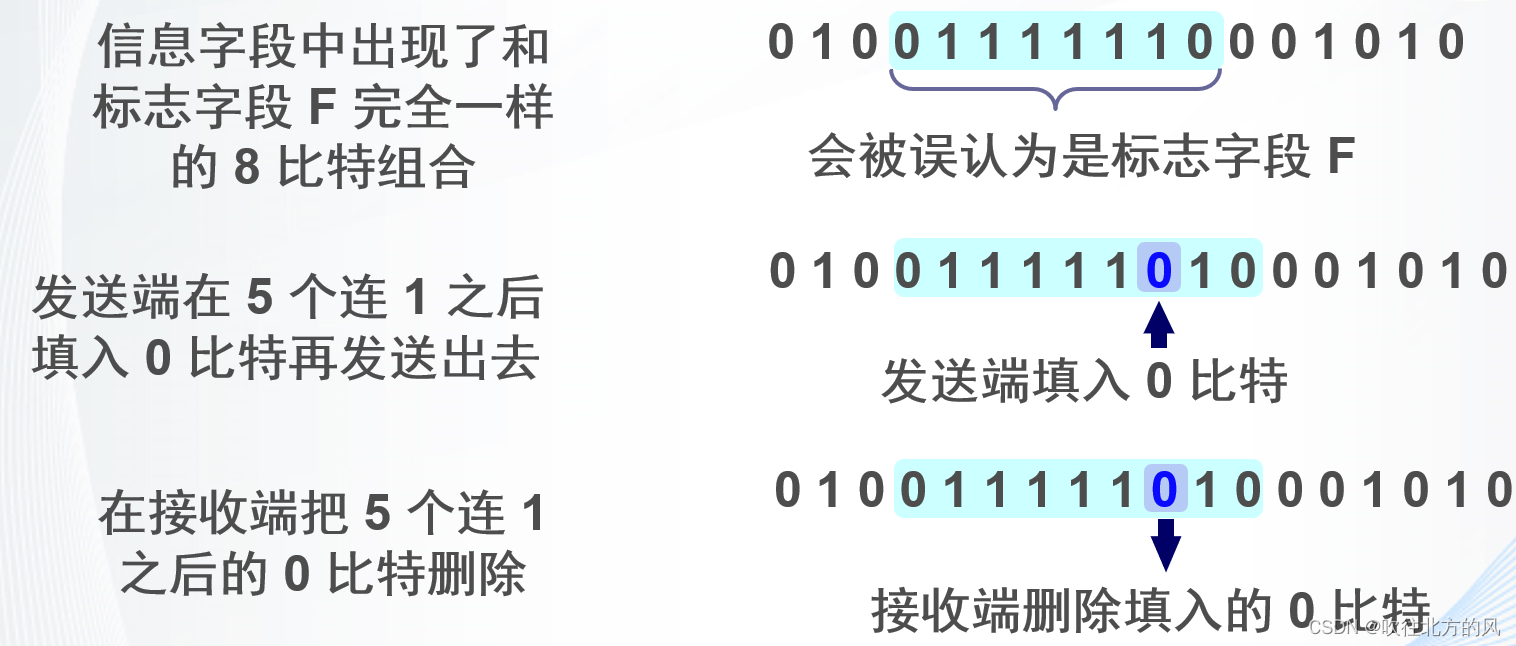 信息字段中出现了和
标志字段 F 完全一样
的 8 比特组合
0 1 0 0 1 1 1 1 1 1 0 0 0 1 0 1 0
会被误认为是标志字段 F
发送端在 5 个连 1 之后
填入 0 比特再发送出去
0 1 0 0 1 1 1 1 1 0 1 0 0 0 1 0 1 0
发送端填入 0 比特
在接收端把 5 个连 1
之后的 0 比特删除
0 1 0 0 1 1 1 1 1 0 1 0 0 0 1 0 1 0
接收端删除填入的 0 比特
CSDN @吹往北方的风